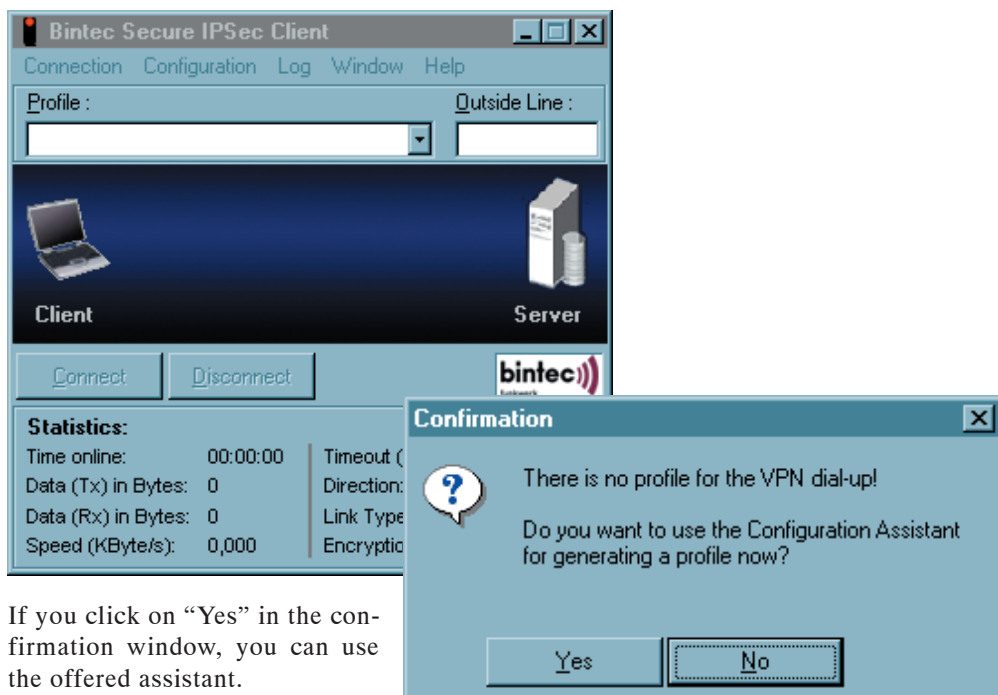 Bintec Secure IPSec Client
Connection Configuration Log Window Help
Profile : Outside Line :
Client Server
Connect Disconnect bintec
Statistics:
Time online: 00:00:00 Timeout (
Data (Tx) in Bytes: 0 Direction:
Data (Rx) in Bytes: 0 Link Type
Speed (KByte/s): 0,000 Encryptio
Confirmation
There is no profile for the VPN dial-up!
Do you want to use the Configuration Assistant
for generating a profile now?
Yes No
If you click on “Yes” in the con-
firmation window, you can use
the offered assistant.